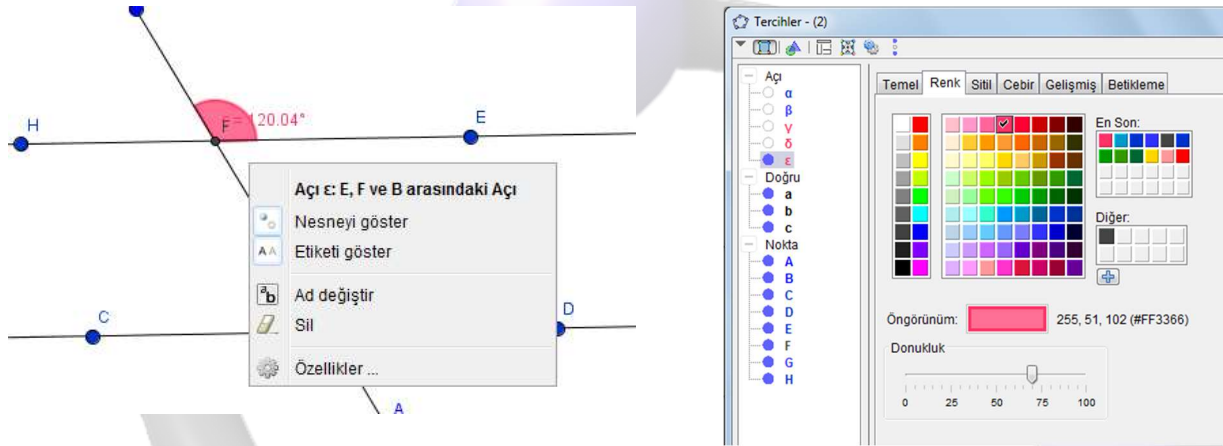 H
F
ε= 120.04°
E
Açı ε: E, F ve B arasındaki Açı
Nesneyi göster
Etiketi göster
Ad değiştir
Sil
Özellikler ...
C
D
A
Tercihler - (2)
Açı
α
β
γ
δ
ε
Doğru
a
b
c
Nokta
A
B
C
D
E
F
G
H
Temel Renk Sitil Cebir Gelişmiş Betikleme
En Son:
Diğer:
Öngörünüm: 255, 51, 102 (#FF3366)
Donukluk
0 25 50 75 100